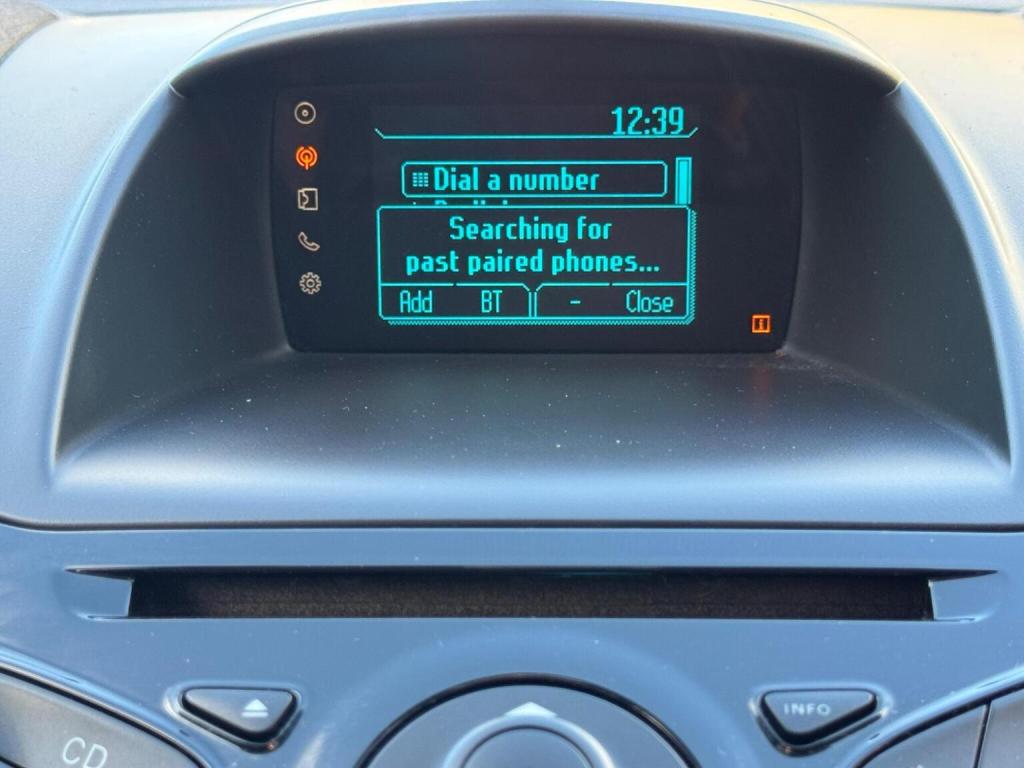 12:39
Dial a number
Searching for
past paired phones...
Add BT - Close
i
INFO
CD